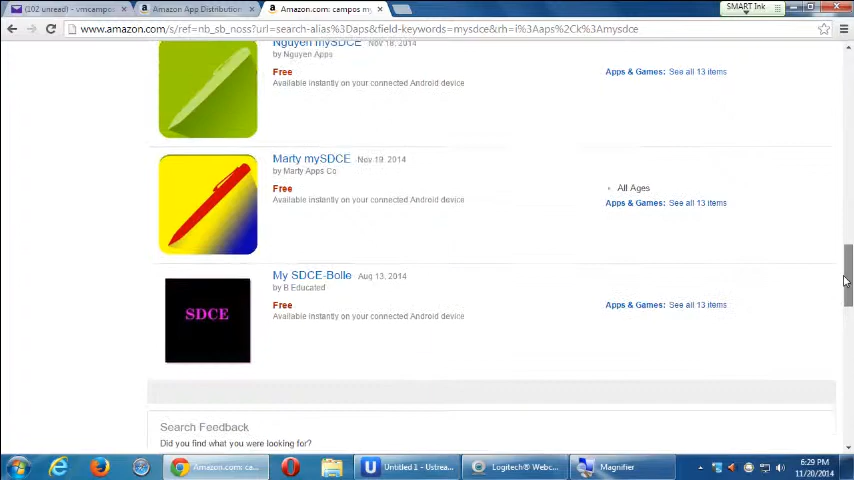 (102 unread) - vmcampos
Amazon App Distribution
Amazon.com: campos my
SMART Ink
www.amazon.com/s/ref=nb_sb_noss?url=search-alias%3Daps&field-keywords=mysdce&rh=i%3Aaps%2Ck%3Amysdce
Nguyen mySDCE Nov 18, 2014
by Nguyen Apps
Free
Apps & Games: See all 13 items
Available instantly on your connected Android device
Marty mySDCE Nov 19, 2014
by Marty Apps Co
Free
All Ages
Available instantly on your connected Android device
Apps & Games: See all 13 items
My SDCE-Bolle Aug 13, 2014
by B Educated
Free
Apps & Games: See all 13 items
SDCE
Available instantly on your connected Android device
Search Feedback
Did you find what you were looking for?
Amazon.com: ca...
Untitled 1 - Ustrea...
Logitech® Webc...
Magnifier
6:29 PM
11/20/2014